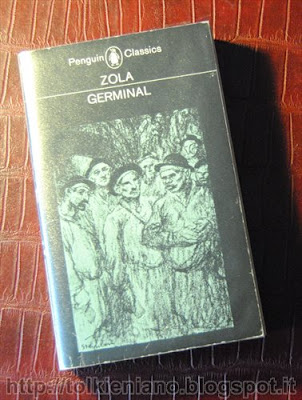 Penguin Classics
ZOLA
GERMINAL
http://tolkieniano.blogspot.it